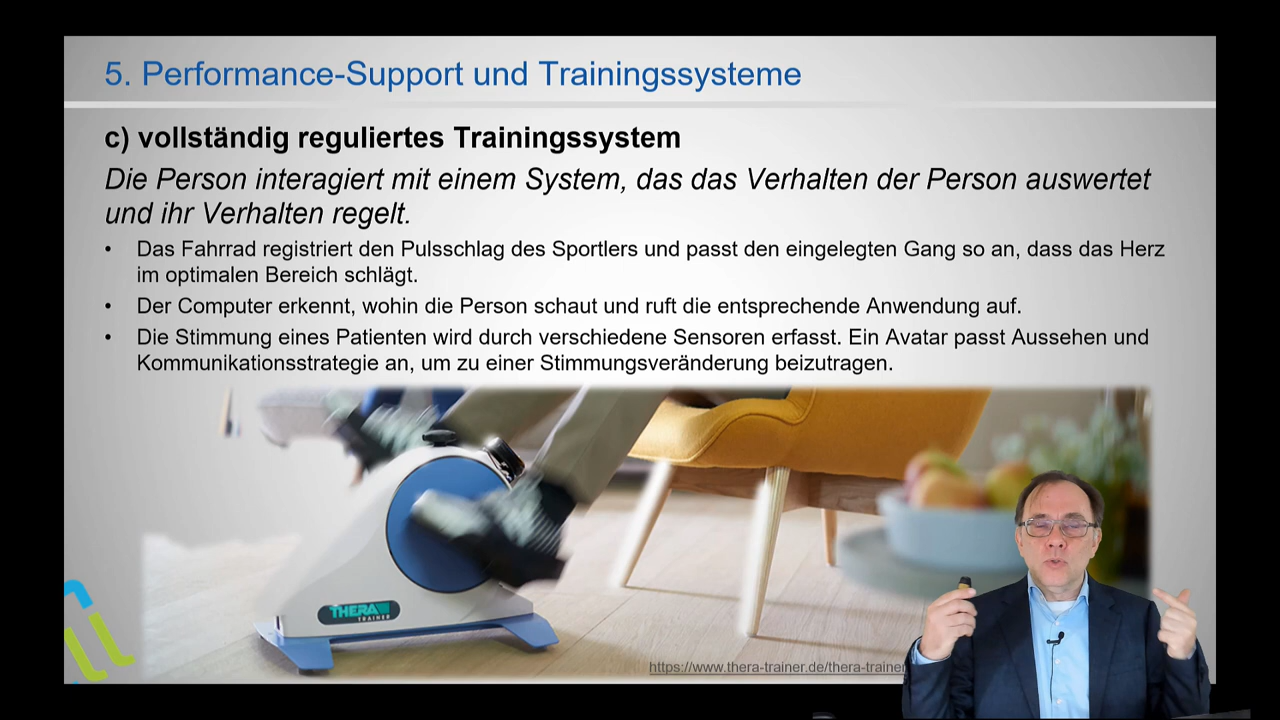 5. Performance-Support und Trainingssysteme
c) vollständig reguliertes Trainingssystem
Die Person interagiert mit einem System, das das Verhalten der Person auswertet
und ihr Verhalten regelt.
• Das Fahrrad registriert den Pulsschlag des Sportlers und passt den eingelegten Gang so an, dass das Herz
im optimalen Bereich schlägt.
• Der Computer erkennt, wohin die Person schaut und ruft die entsprechende Anwendung auf.
• Die Stimmung eines Patienten wird durch verschiedene Sensoren erfasst. Ein Avatar passt Aussehen und
Kommunikationsstrategie an, um zu einer Stimmungsveränderung beizutragen.
THERA
TRAINER
https://www.thera-trainer.de/thera-trainer